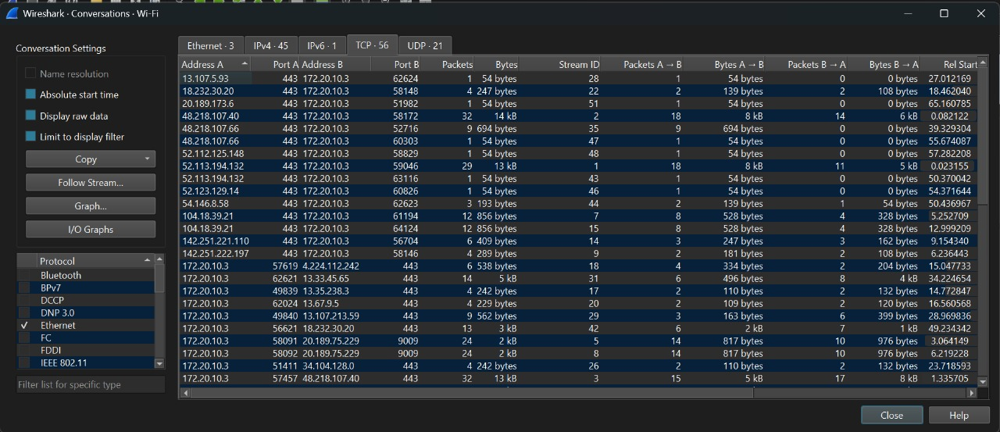 Wireshark · Conversations · Wi-Fi
Conversation Settings
Name resolution
Absolute start time
Display raw data
Limit to display filter
Copy
Follow Stream...
Graph...
I/O Graphs
Protocol
Bluetooth
BPv7
DCCP
DNP 3.0
Ethernet
FC
FDDI
IEEE 802.11
Filter list for specific type
Ethernet · 3 IPv4 · 45 IPv6 · 1 TCP · 56 UDP · 21
Address A Port A Address B Port B Packets Bytes Stream ID Packets A → B Bytes A → B Packets B → A Bytes B → A Rel Start
13.107.5.93 443 172.20.10.3 62624 1 54 bytes 28 1 54 bytes 0 0 bytes 27.012169
18.232.30.20 443 172.20.10.3 58148 4 247 bytes 22 2 139 bytes 2 108 bytes 18.462040
20.189.173.6 443 172.20.10.3 51982 1 54 bytes 51 1 54 bytes 0 0 bytes 65.160785
48.218.107.40 443 172.20.10.3 58172 32 14 kB 2 18 8 kB 14 6 kB 0.082122
48.218.107.66 443 172.20.10.3 52716 9 694 bytes 35 9 694 bytes 0 0 bytes 39.329304
48.218.107.66 443 172.20.10.3 60303 1 54 bytes 47 1 54 bytes 0 0 bytes 55.674087
52.112.125.148 443 172.20.10.3 58829 1 54 bytes 48 1 54 bytes 0 0 bytes 57.282208
52.113.194.132 443 172.20.10.3 59046 29 13 kB 1 18 8 kB 11 5 kB 0.023155
52.113.194.132 443 172.20.10.3 63116 1 54 bytes 43 1 54 bytes 0 0 bytes 50.370042
52.123.129.14 443 172.20.10.3 60826 1 54 bytes 46 1 54 bytes 0 0 bytes 54.371644
54.146.8.58 443 172.20.10.3 62623 3 193 bytes 44 2 139 bytes 1 54 bytes 50.436967
104.18.39.21 443 172.20.10.3 61194 12 856 bytes 7 8 528 bytes 4 328 bytes 5.252709
104.18.39.21 443 172.20.10.3 64124 12 856 bytes 15 8 528 bytes 4 328 bytes 12.999209
142.251.221.110 443 172.20.10.3 56704 6 409 bytes 14 3 247 bytes 3 162 bytes 9.154340
142.251.222.197 443 172.20.10.3 58146 4 289 bytes 9 2 181 bytes 2 108 bytes 6.236443
172.20.10.3 57619 4.224.112.242 443 6 538 bytes 18 4 334 bytes 2 204 bytes 15.047733
172.20.10.3 62621 13.33.45.65 443 14 5 kB 31 6 496 bytes 8 4 kB 34.224654
172.20.10.3 49839 13.35.238.3 443 4 242 bytes 17 2 110 bytes 2 132 bytes 14.772847
172.20.10.3 62024 13.67.9.5 443 4 229 bytes 20 2 109 bytes 2 120 bytes 16.560568
172.20.10.3 49840 13.107.213.59 443 9 562 bytes 29 3 163 bytes 6 399 bytes 28.969836
172.20.10.3 56621 18.232.30.20 443 13 3 kB 42 6 2 kB 7 1 kB 49.234342
172.20.10.3 58091 20.189.75.229 9009 24 2 kB 5 14 817 bytes 10 976 bytes 3.064149
172.20.10.3 58092 20.189.75.229 9009 24 2 kB 8 14 817 bytes 10 976 bytes 6.219228
172.20.10.3 51411 34.104.128.0 443 4 242 bytes 26 2 110 bytes 2 132 bytes 23.718593
172.20.10.3 57457 48.218.107.40 443 32 13 kB 3 15 5 kB 17 8 kB 1.335705
Close Help